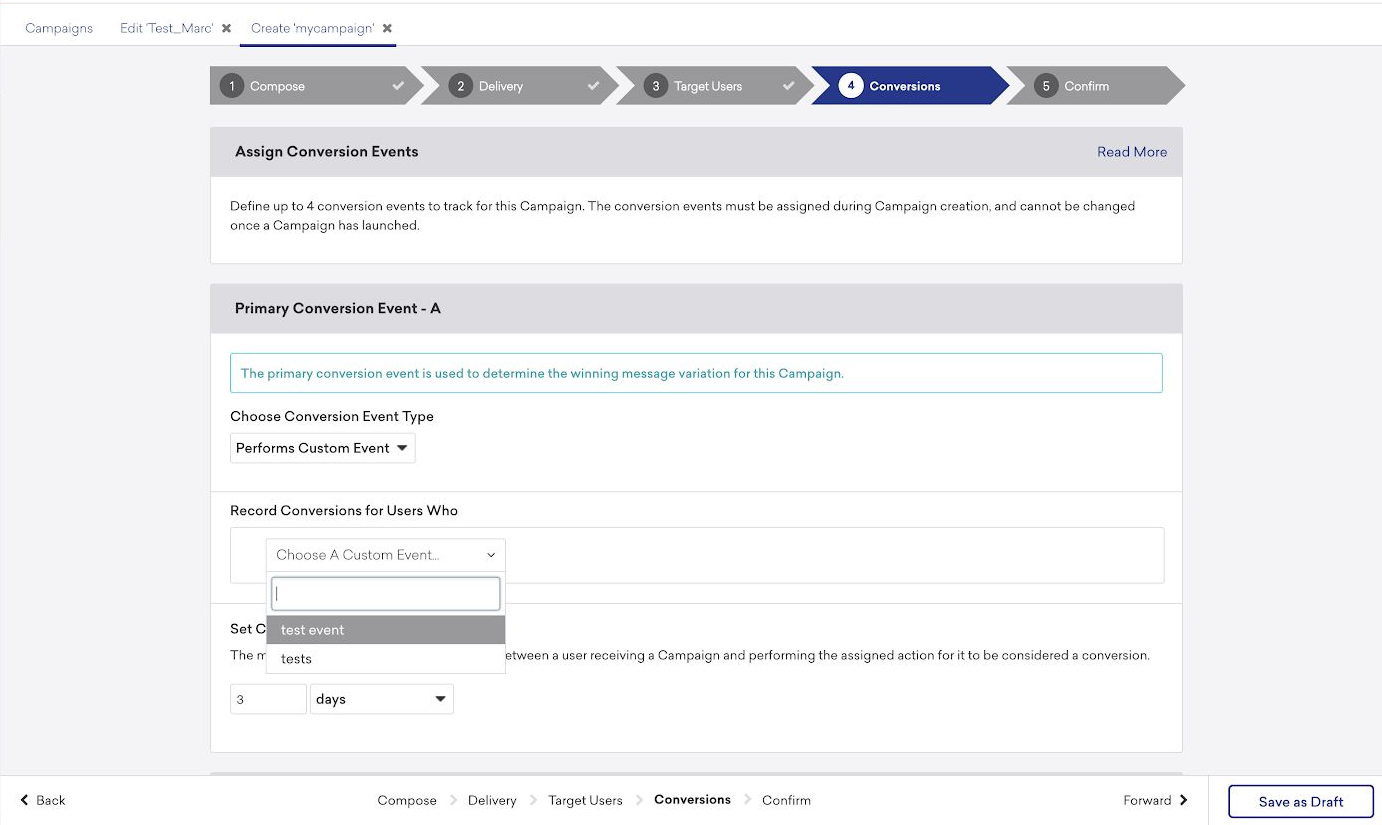 Campaigns Edit 'Test_Marc' Create 'mycampaign'
1 Compose 2 Delivery 3 Target Users 4 Conversions 5 Confirm
Assign Conversion Events Read More
Define up to 4 conversion events to track for this Campaign. The conversion events must be assigned during Campaign creation, and cannot be changed
once a Campaign has launched.
Primary Conversion Event - A
The primary conversion event is used to determine the winning message variation for this Campaign.
Choose Conversion Event Type
Performs Custom Event
Record Conversions for Users Who
Choose A Custom Event...
Set C
test event
The m
tests
etween a user receiving a Campaign and performing the assigned action for it to be considered a conversion.
3 days
Back Compose Delivery Target Users Conversions Confirm Forward Save as Draft